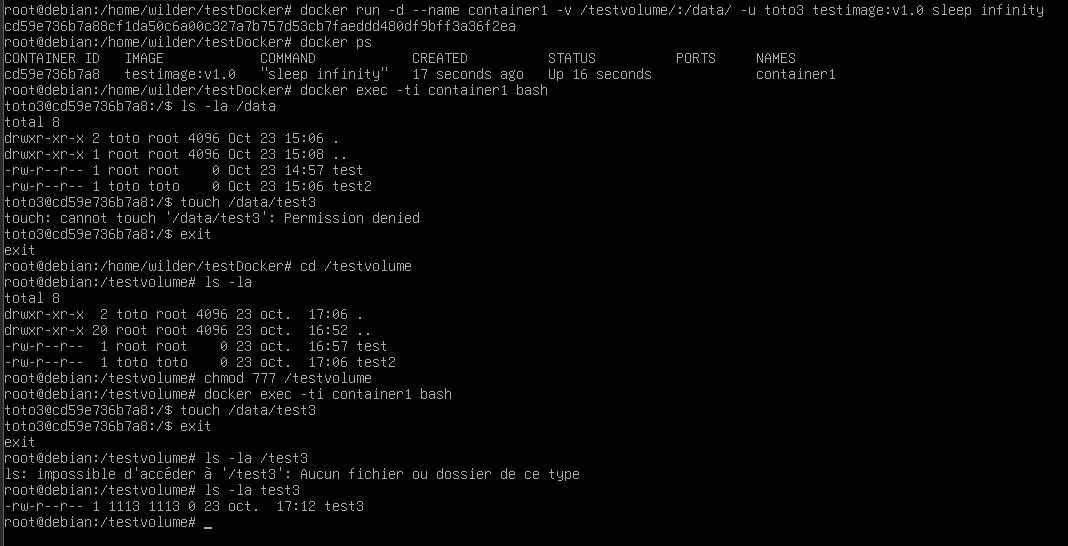 root@debian:/home/wilder/testDocker# docker run -d --name container1 -v /testvolume/:/data/ -u toto3 testimage:v1.0 sleep infinity
cd59e736b7a88cf1da50c6a00c327a7b757d53cb7faeddd480df9bff3a36f2ea
root@debian:/home/wilder/testDocker# docker ps
CONTAINER ID   IMAGE            COMMAND            CREATED          STATUS          PORTS     NAMES
cd59e736b7a8   testimage:v1.0   "sleep infinity"   17 seconds ago   Up 16 seconds             container1
root@debian:/home/wilder/testDocker# docker exec -ti container1 bash
toto3@cd59e736b7a8:/$ ls -la /data
total 8
drwxr-xr-x 2 toto root 4096 Oct 23 15:06 .
drwxr-xr-x 1 root root 4096 Oct 23 15:08 ..
-rw-r--r-- 1 root root    0 Oct 23 14:57 test
-rw-r--r-- 1 toto toto    0 Oct 23 15:06 test2
toto3@cd59e736b7a8:/$ touch /data/test3
touch: cannot touch '/data/test3': Permission denied
toto3@cd59e736b7a8:/$ exit
exit
root@debian:/home/wilder/testDocker# cd /testvolume
root@debian:/testvolume# ls -la
total 8
drwxr-xr-x  2 toto root 4096 23 oct.  17:06 .
drwxr-xr-x 20 root root 4096 23 oct.  16:52 ..
-rw-r--r--  1 root root    0 23 oct.  16:57 test
-rw-r--r--  1 toto toto    0 23 oct.  17:06 test2
root@debian:/testvolume# chmod 777 /testvolume
root@debian:/testvolume# docker exec -ti container1 bash
toto3@cd59e736b7a8:/$ touch /data/test3
toto3@cd59e736b7a8:/$ exit
exit
root@debian:/testvolume# ls -la /test3
ls: impossible d'accéder à '/test3': Aucun fichier ou dossier de ce type
root@debian:/testvolume# ls -la test3
-rw-r--r-- 1 1113 1113 0 23 oct.  17:12 test3
root@debian:/testvolume# _